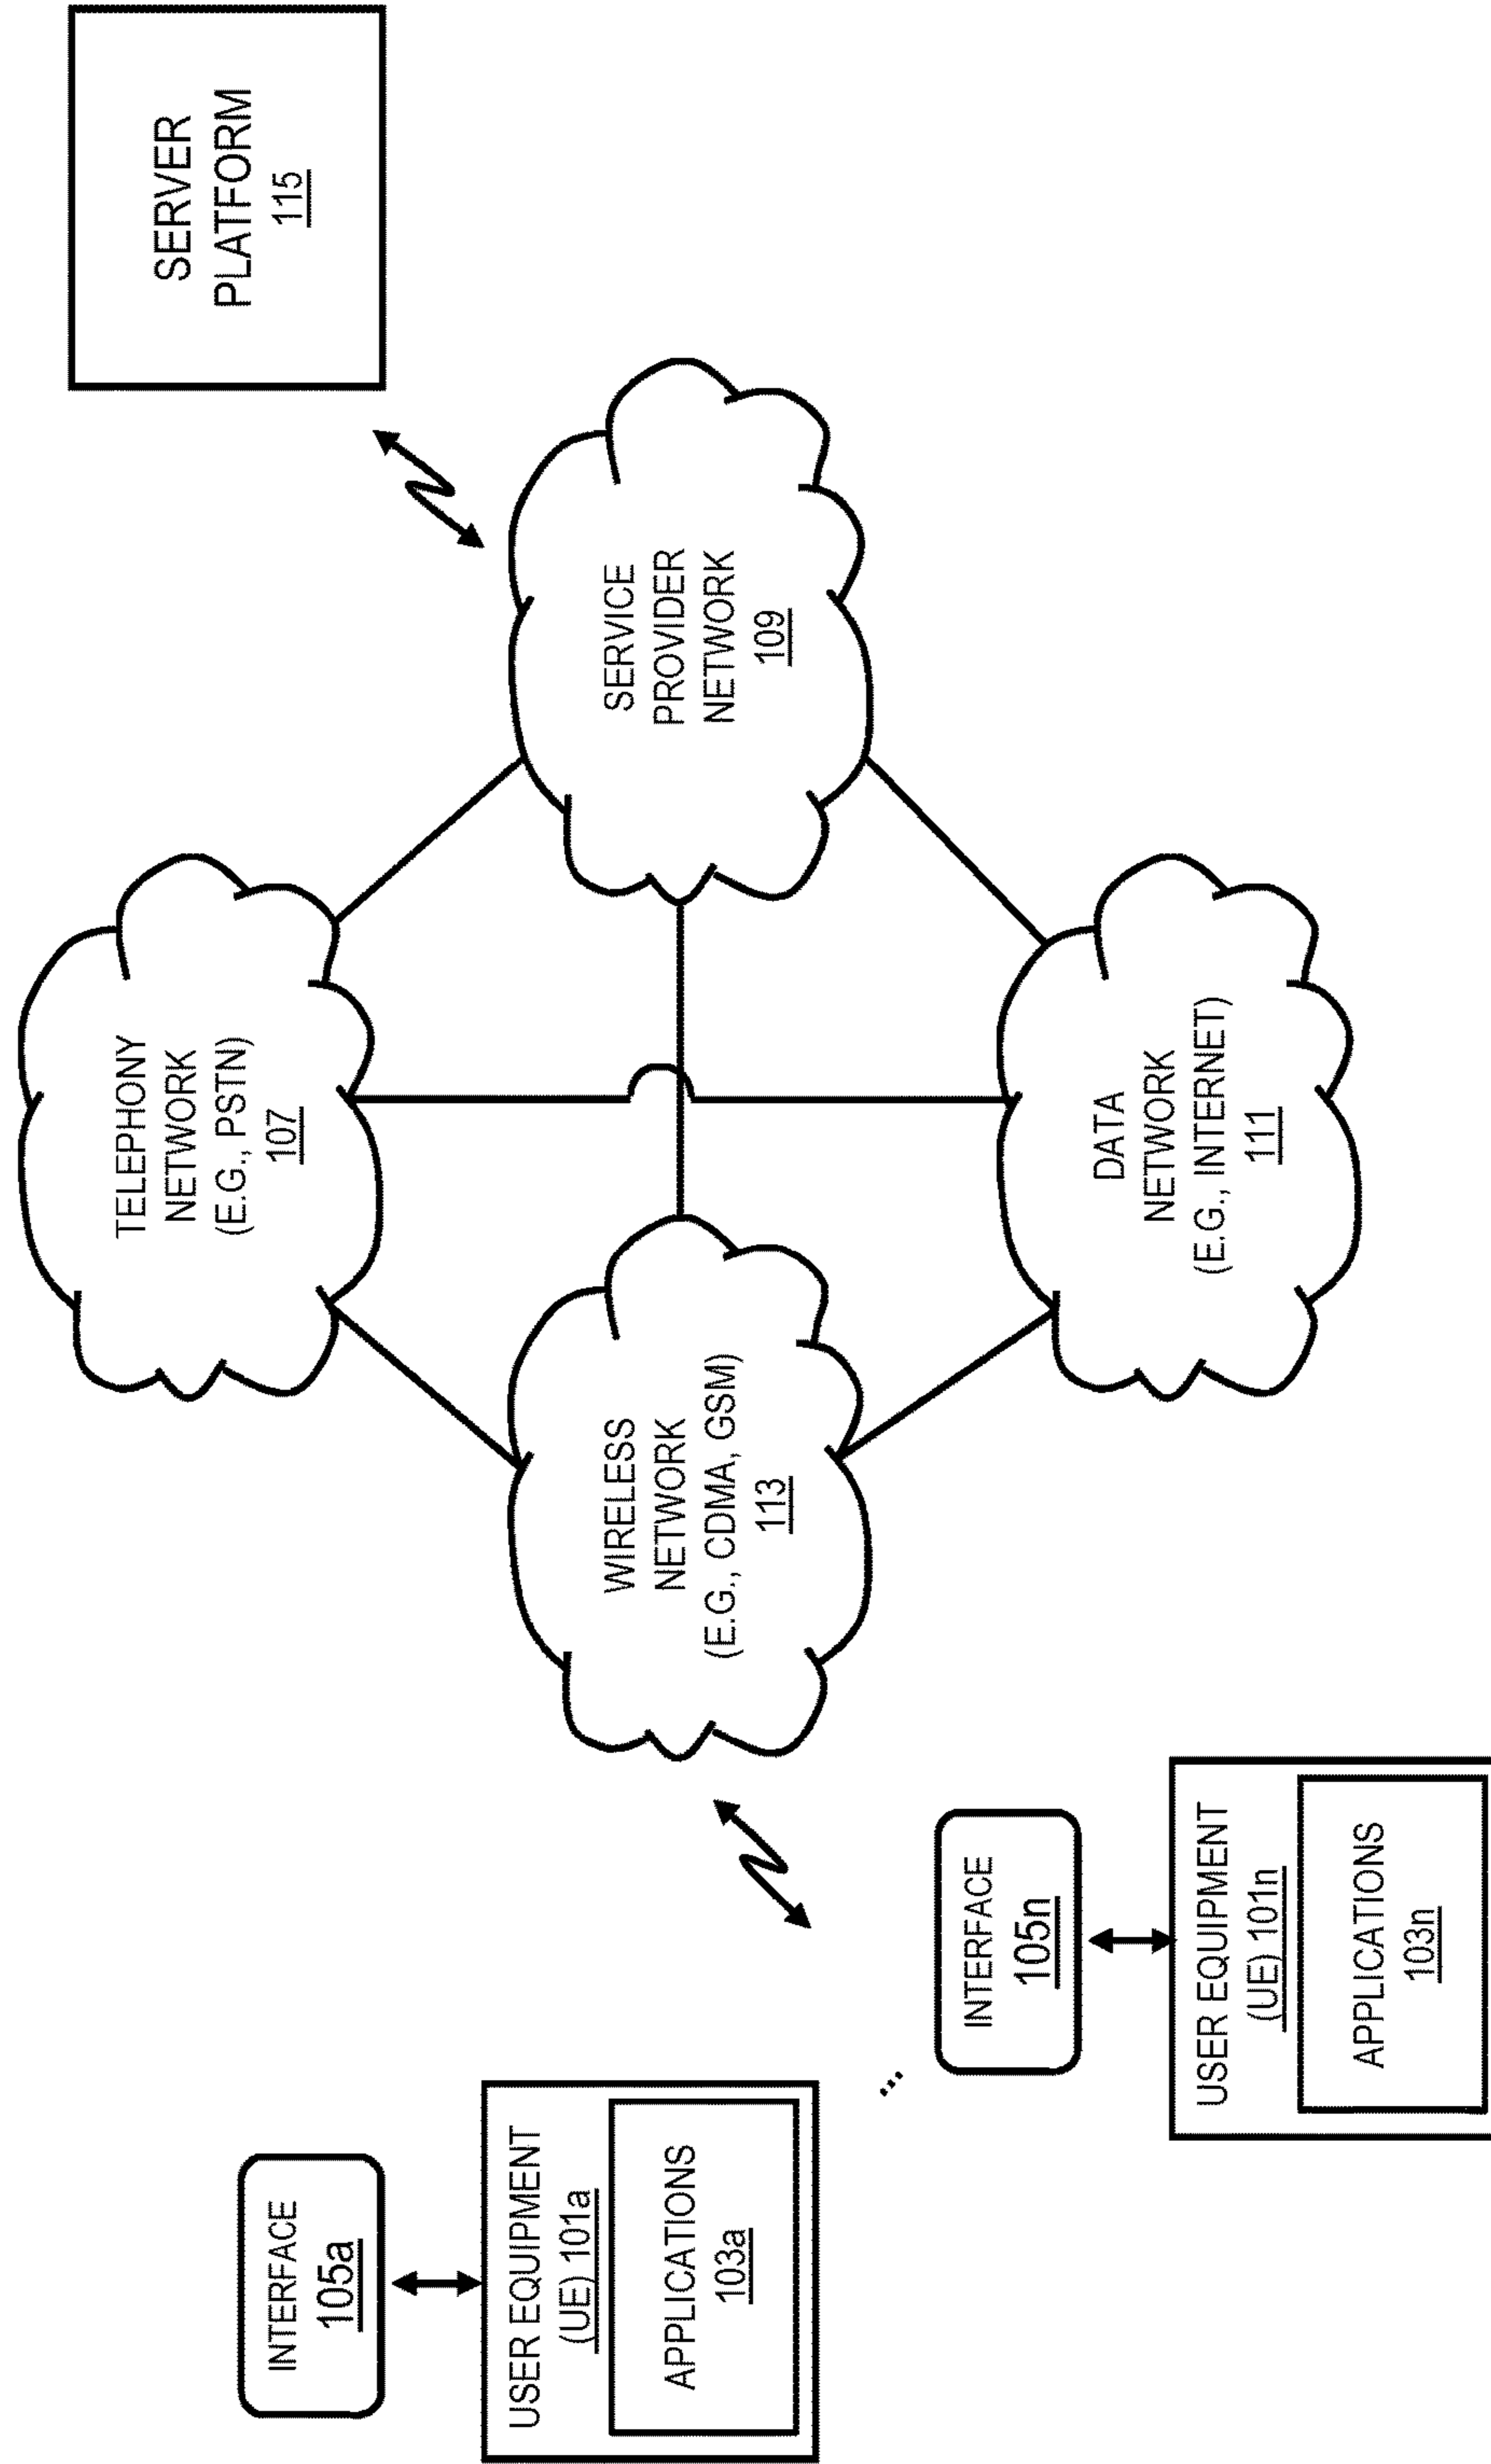 INTERFACE
105a
USER EQUIPMENT
(UE) 101a
APPLICATIONS
103a
...
INTERFACE
105n
USER EQUIPMENT
(UE) 101n
APPLICATIONS
103n
WIRELESS
NETWORK
(E.G., CDMA, GSM)
113
TELEPHONY
NETWORK
(E.G., PSTN)
107
DATA
NETWORK
(E.G., INTERNET)
111
SERVICE
PROVIDER
NETWORK
109
SERVER
PLATFORM
115